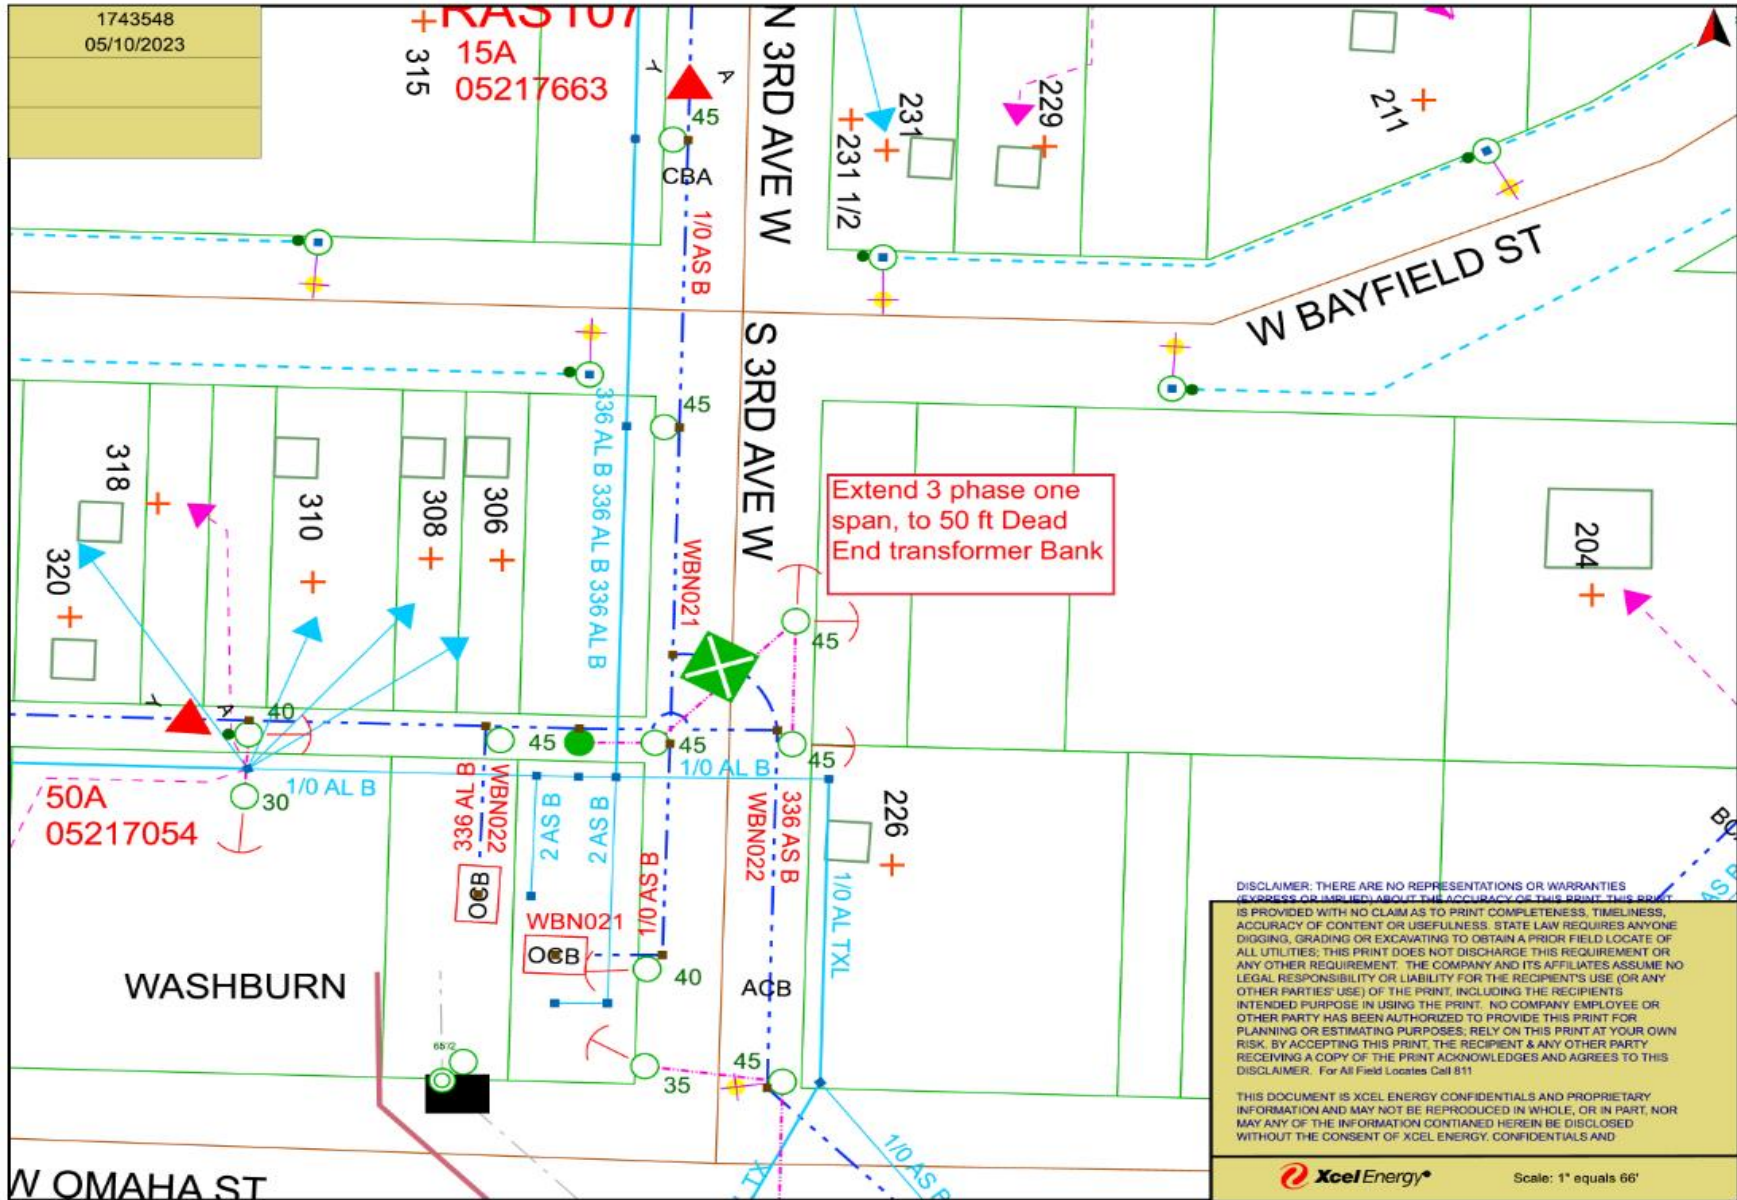 1743548
05/10/2023
315
RAS107
15A
05217663
Y
A
45
CBA
1/0 AS B
N 3RD AVE W
231
231 1/2
229
211
W BAYFIELD ST
S 3RD AVE W
45
336 AL B 336 AL B 336 AL B
WBN021
318
320
310
308
306
Extend 3 phase one
span, to 50 ft Dead
End transformer Bank
204
45
Y
A
40
45
45
45
1/0 AL B
1/0 AL B
30
50A
05217054
336 AL B
WBN022
2 AS B
2 AS B
1/0 AS B
WBN022
336 AS B
226
1/0 AL TXL
OCB
WBN021
OCB
40
ACB
WASHBURN
45
35
W OMAHA ST
TX
1/0 AS B
AS B
DISCLAIMER: THERE ARE NO REPRESENTATIONS OR WARRANTIES
(EXPRESS OR IMPLIED) ABOUT THE ACCURACY OF THIS PRINT. THIS PRINT
IS PROVIDED WITH NO CLAIM AS TO PRINT COMPLETENESS, TIMELINESS,
ACCURACY OF CONTENT OR USEFULNESS. STATE LAW REQUIRES ANYONE
DIGGING, GRADING OR EXCAVATING TO OBTAIN A PRIOR FIELD LOCATE OF
ALL UTILITIES; THIS PRINT DOES NOT DISCHARGE THIS REQUIREMENT OR
ANY OTHER REQUIREMENT. THE COMPANY AND ITS AFFILIATES ASSUME NO
LEGAL RESPONSIBILITY OR LIABILITY FOR THE RECIPIENT'S USE (OR ANY
OTHER PARTIES' USE) OF THE PRINT, INCLUDING THE RECIPIENTS
INTENDED PURPOSE IN USING THE PRINT. NO COMPANY EMPLOYEE OR
OTHER PARTY HAS BEEN AUTHORIZED TO PROVIDE THIS PRINT FOR
PLANNING OR ESTIMATING PURPOSES; RELY ON THIS PRINT AT YOUR OWN
RISK. BY ACCEPTING THIS PRINT, THE RECIPIENT & ANY OTHER PARTY
RECEIVING A COPY OF THE PRINT ACKNOWLEDGES AND AGREES TO THIS
DISCLAIMER. For All Field Locates Call 811
THIS DOCUMENT IS XCEL ENERGY CONFIDENTIALS AND PROPRIETARY
INFORMATION AND MAY NOT BE REPRODUCED IN WHOLE, OR IN PART, NOR
MAY ANY OF THE INFORMATION CONTIANED HEREIN BE DISCLOSED
WITHOUT THE CONSENT OF XCEL ENERGY. CONFIDENTIALS AND
Xcel Energy
Scale: 1" equals 66'